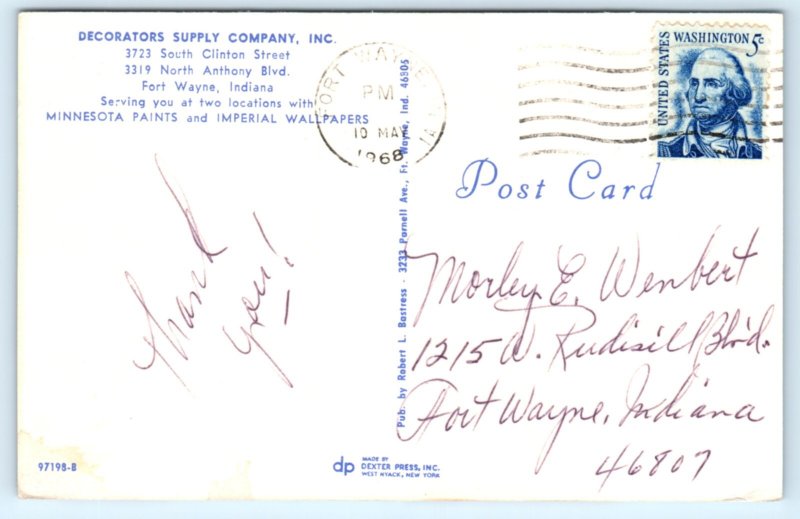 DECORATORS SUPPLY COMPANY, INC.
3723 South Clinton Street
3319 North Anthony Blvd.
Fort Wayne, Indiana
Serving you at two locations with
MINNESOTA PAINTS and IMPERIAL WALLPAPERS
FORT WAYNE
PM
10 MAY
1968
IN
UNITED STATES
WASHINGTON 5c
Post Card
Thank
you!
Pub. by Robert L. Bastress - 3233 Parnell Ave., Ft. Wayne, Ind. 46805
Morley E. Wenbert
1215 W. Rudisill Blvd.
Fort Wayne, Indiana
46807
97198-B
dp
MADE BY
DEXTER PRESS, INC.
WEST NYACK, NEW YORK